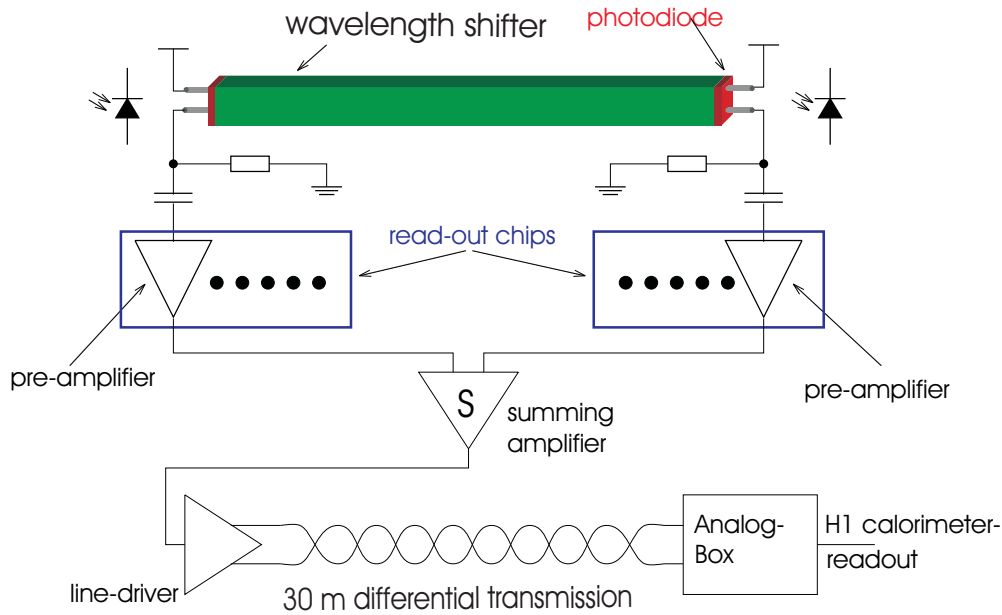 wavelength shifter
photodiode
read-out chips
pre-amplifier
pre-amplifier
S
summing
amplifier
Analog-
Box
H1 calorimeter-
readout
line-driver
30 m differential transmission